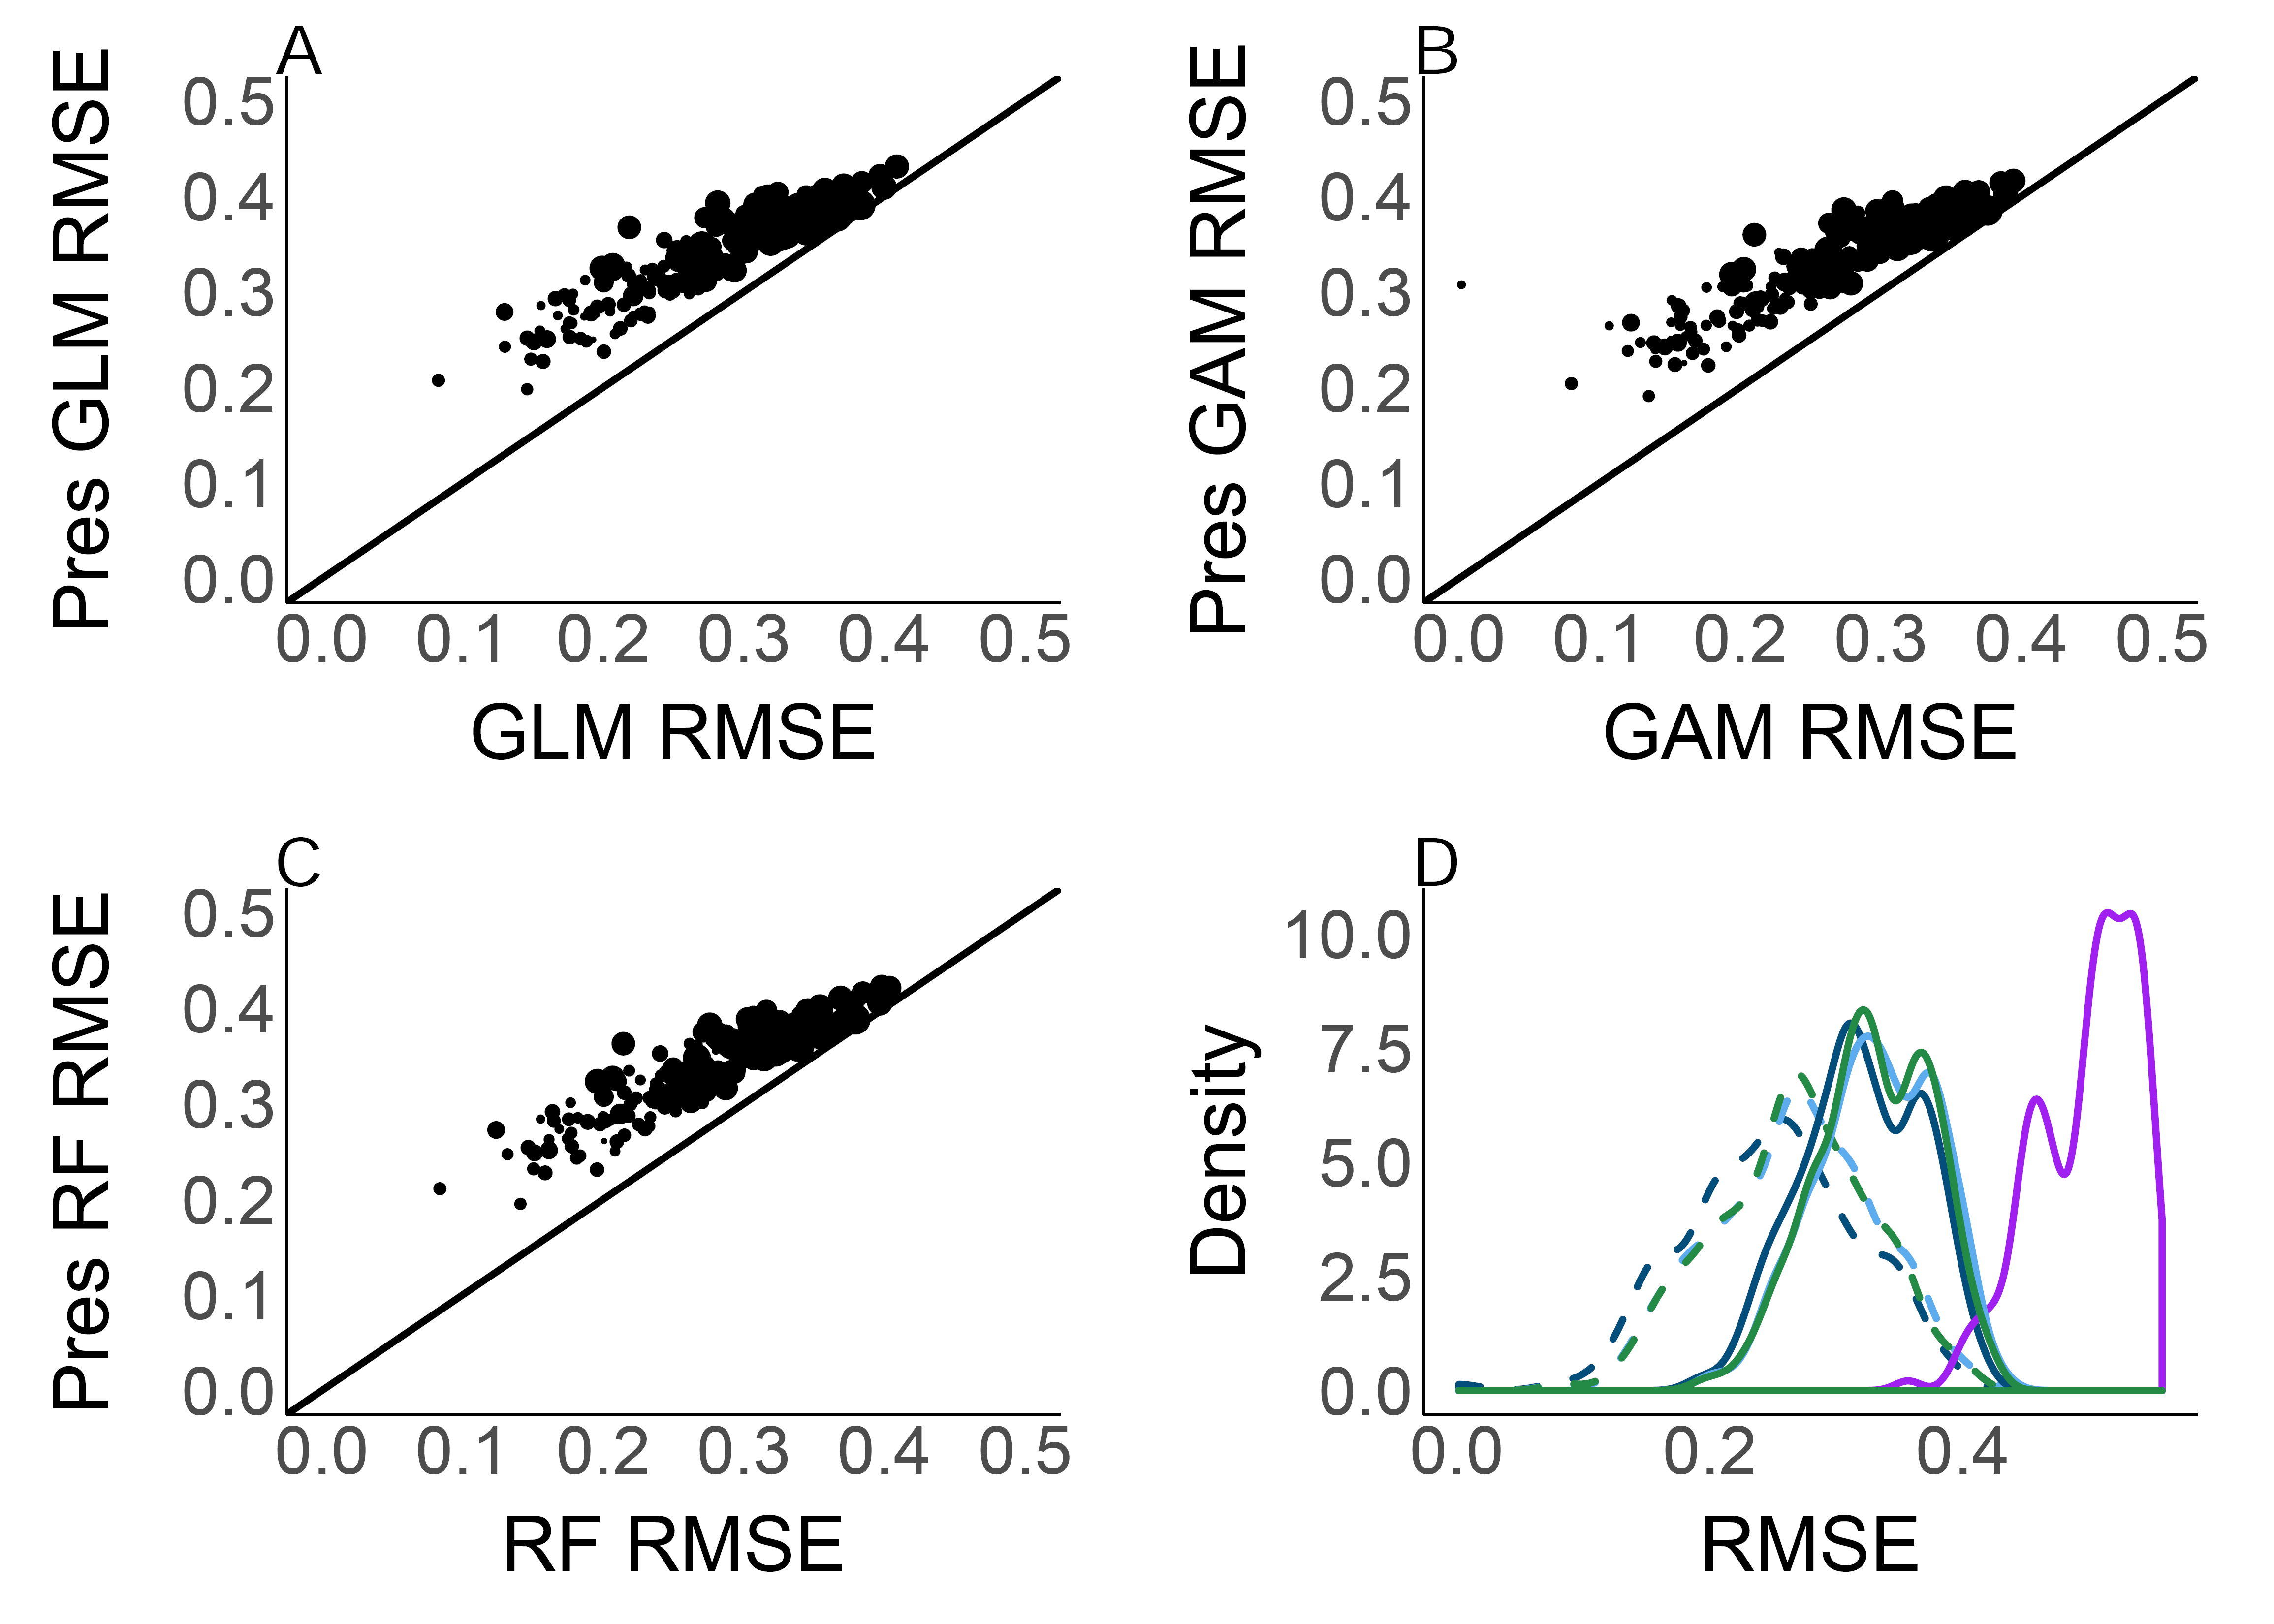 A
Pres GLM RMSE
0.5
0.4
0.3
0.2
0.1
0.0
0.0 0.1 0.2 0.3 0.4 0.5
GLM RMSE
B
Pres GAM RMSE
0.5
0.4
0.3
0.2
0.1
0.0
0.0 0.1 0.2 0.3 0.4 0.5
GAM RMSE
C
Pres RF RMSE
0.5
0.4
0.3
0.2
0.1
0.0
0.0 0.1 0.2 0.3 0.4 0.5
RF RMSE
D
Density
10.0
7.5
5.0
2.5
0.0
0.0 0.2 0.4
RMSE